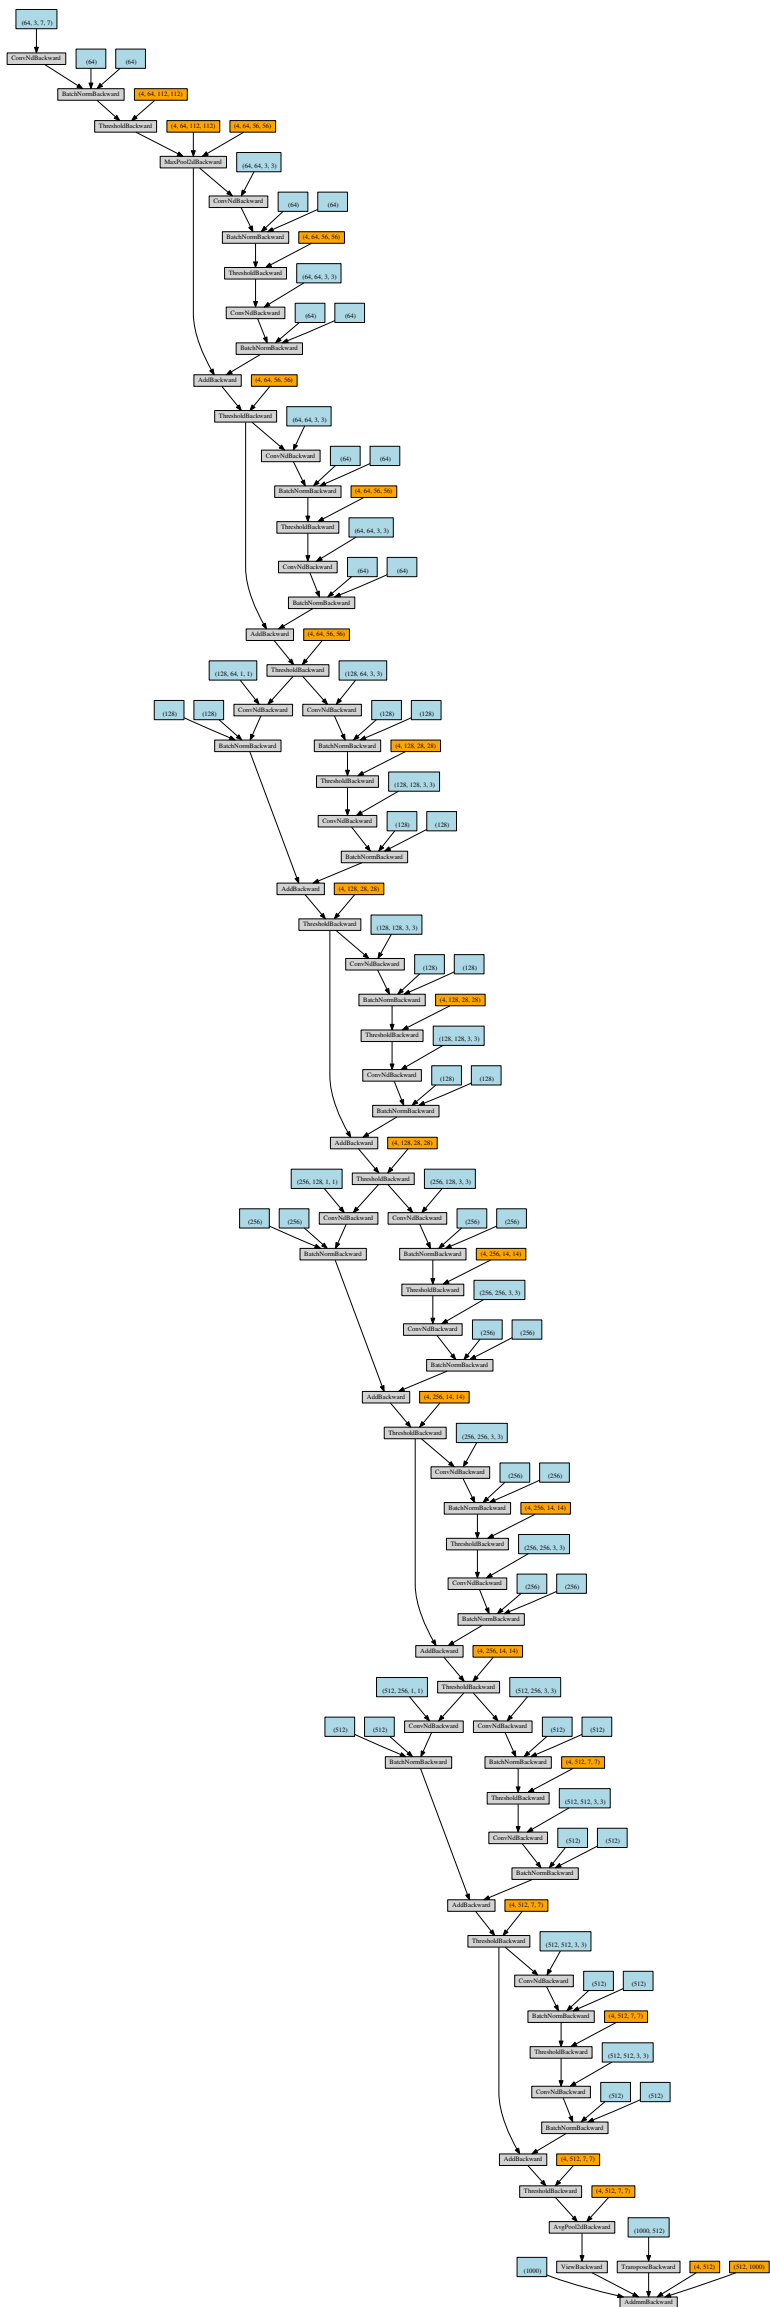 (64, 3, 7, 7)
ConvNdBackward
(64)
(64)
BatchNormBackward
(4, 64, 112, 112)
ThresholdBackward
(4, 64, 112, 112)
(4, 64, 56, 56)
MaxPool2dBackward
(64, 64, 3, 3)
ConvNdBackward
(64)
(64)
BatchNormBackward
(4, 64, 56, 56)
ThresholdBackward
(64, 64, 3, 3)
ConvNdBackward
(64)
(64)
BatchNormBackward
AddBackward
(4, 64, 56, 56)
ThresholdBackward
(64, 64, 3, 3)
ConvNdBackward
(64)
(64)
BatchNormBackward
(4, 64, 56, 56)
ThresholdBackward
(64, 64, 3, 3)
ConvNdBackward
(64)
(64)
BatchNormBackward
AddBackward
(4, 64, 56, 56)
ThresholdBackward
(128, 64, 1, 1)
(128, 64, 3, 3)
ConvNdBackward
ConvNdBackward
(128)
(128)
(128)
(128)
BatchNormBackward
BatchNormBackward
(4, 128, 28, 28)
ThresholdBackward
(128, 128, 3, 3)
ConvNdBackward
(128)
(128)
BatchNormBackward
AddBackward
(4, 128, 28, 28)
ThresholdBackward
(128, 128, 3, 3)
ConvNdBackward
(128)
(128)
BatchNormBackward
(4, 128, 28, 28)
ThresholdBackward
(128, 128, 3, 3)
ConvNdBackward
(128)
(128)
BatchNormBackward
AddBackward
(4, 128, 28, 28)
ThresholdBackward
(256, 128, 1, 1)
(256, 128, 3, 3)
ConvNdBackward
ConvNdBackward
(256)
(256)
(256)
(256)
BatchNormBackward
BatchNormBackward
(4, 256, 14, 14)
ThresholdBackward
(256, 256, 3, 3)
ConvNdBackward
(256)
(256)
BatchNormBackward
AddBackward
(4, 256, 14, 14)
ThresholdBackward
(256, 256, 3, 3)
ConvNdBackward
(256)
(256)
BatchNormBackward
(4, 256, 14, 14)
ThresholdBackward
(256, 256, 3, 3)
ConvNdBackward
(256)
(256)
BatchNormBackward
AddBackward
(4, 256, 14, 14)
ThresholdBackward
(512, 256, 1, 1)
(512, 256, 3, 3)
ConvNdBackward
ConvNdBackward
(512)
(512)
(512)
(512)
BatchNormBackward
BatchNormBackward
(4, 512, 7, 7)
ThresholdBackward
(512, 512, 3, 3)
ConvNdBackward
(512)
(512)
BatchNormBackward
AddBackward
(4, 512, 7, 7)
ThresholdBackward
(512, 512, 3, 3)
ConvNdBackward
(512)
(512)
BatchNormBackward
(4, 512, 7, 7)
ThresholdBackward
(512, 512, 3, 3)
ConvNdBackward
(512)
(512)
BatchNormBackward
AddBackward
(4, 512, 7, 7)
ThresholdBackward
(4, 512, 7, 7)
AvgPool2dBackward
(1000, 512)
(1000)
ViewBackward
TransposeBackward
(4, 512)
(512, 1000)
AddmmBackward